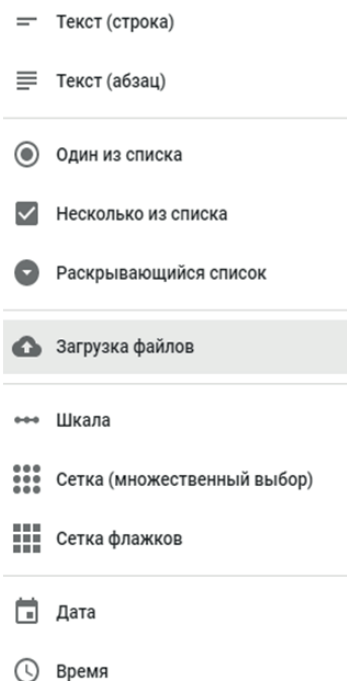 Текст (строка)
Текст (абзац)
Один из списка
Несколько из списка
Раскрывающийся список
Загрузка файлов
Шкала
Сетка (множественный выбор)
Сетка флажков
Дата
Время